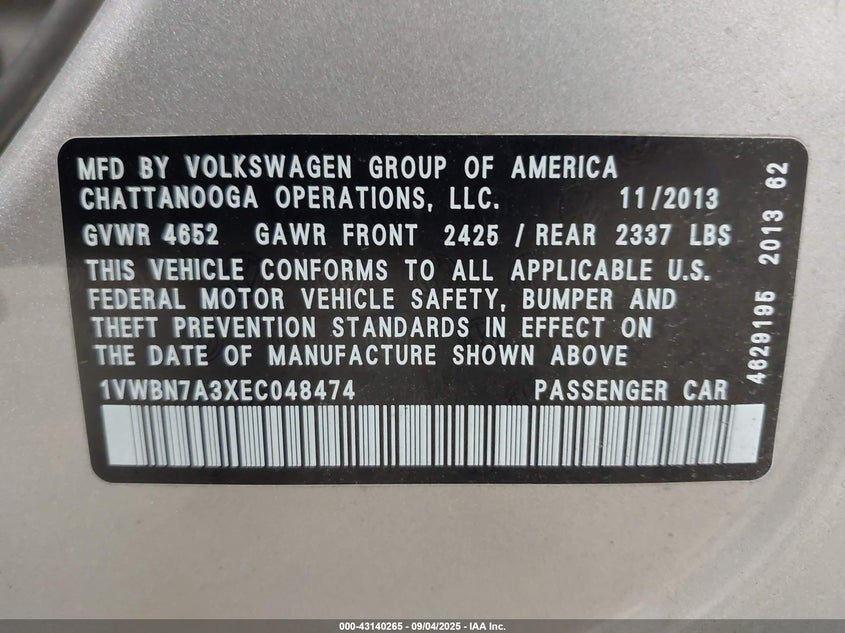 MFD BY VOLKSWAGEN GROUP OF AMERICA
CHATTANOOGA OPERATIONS, LLC. 11/2013
GVWR 4652 GAWR FRONT 2425 / REAR 2337 LBS
THIS VEHICLE CONFORMS TO ALL APPLICABLE U.S.
FEDERAL MOTOR VEHICLE SAFETY, BUMPER AND
THEFT PREVENTION STANDARDS IN EFFECT ON
THE DATE OF MANUFACTURE SHOWN ABOVE
1VWBN7A3XEC048474 PASSENGER CAR
4629195 2013 62
000-43140265 - 09/04/2025 - IAA Inc.